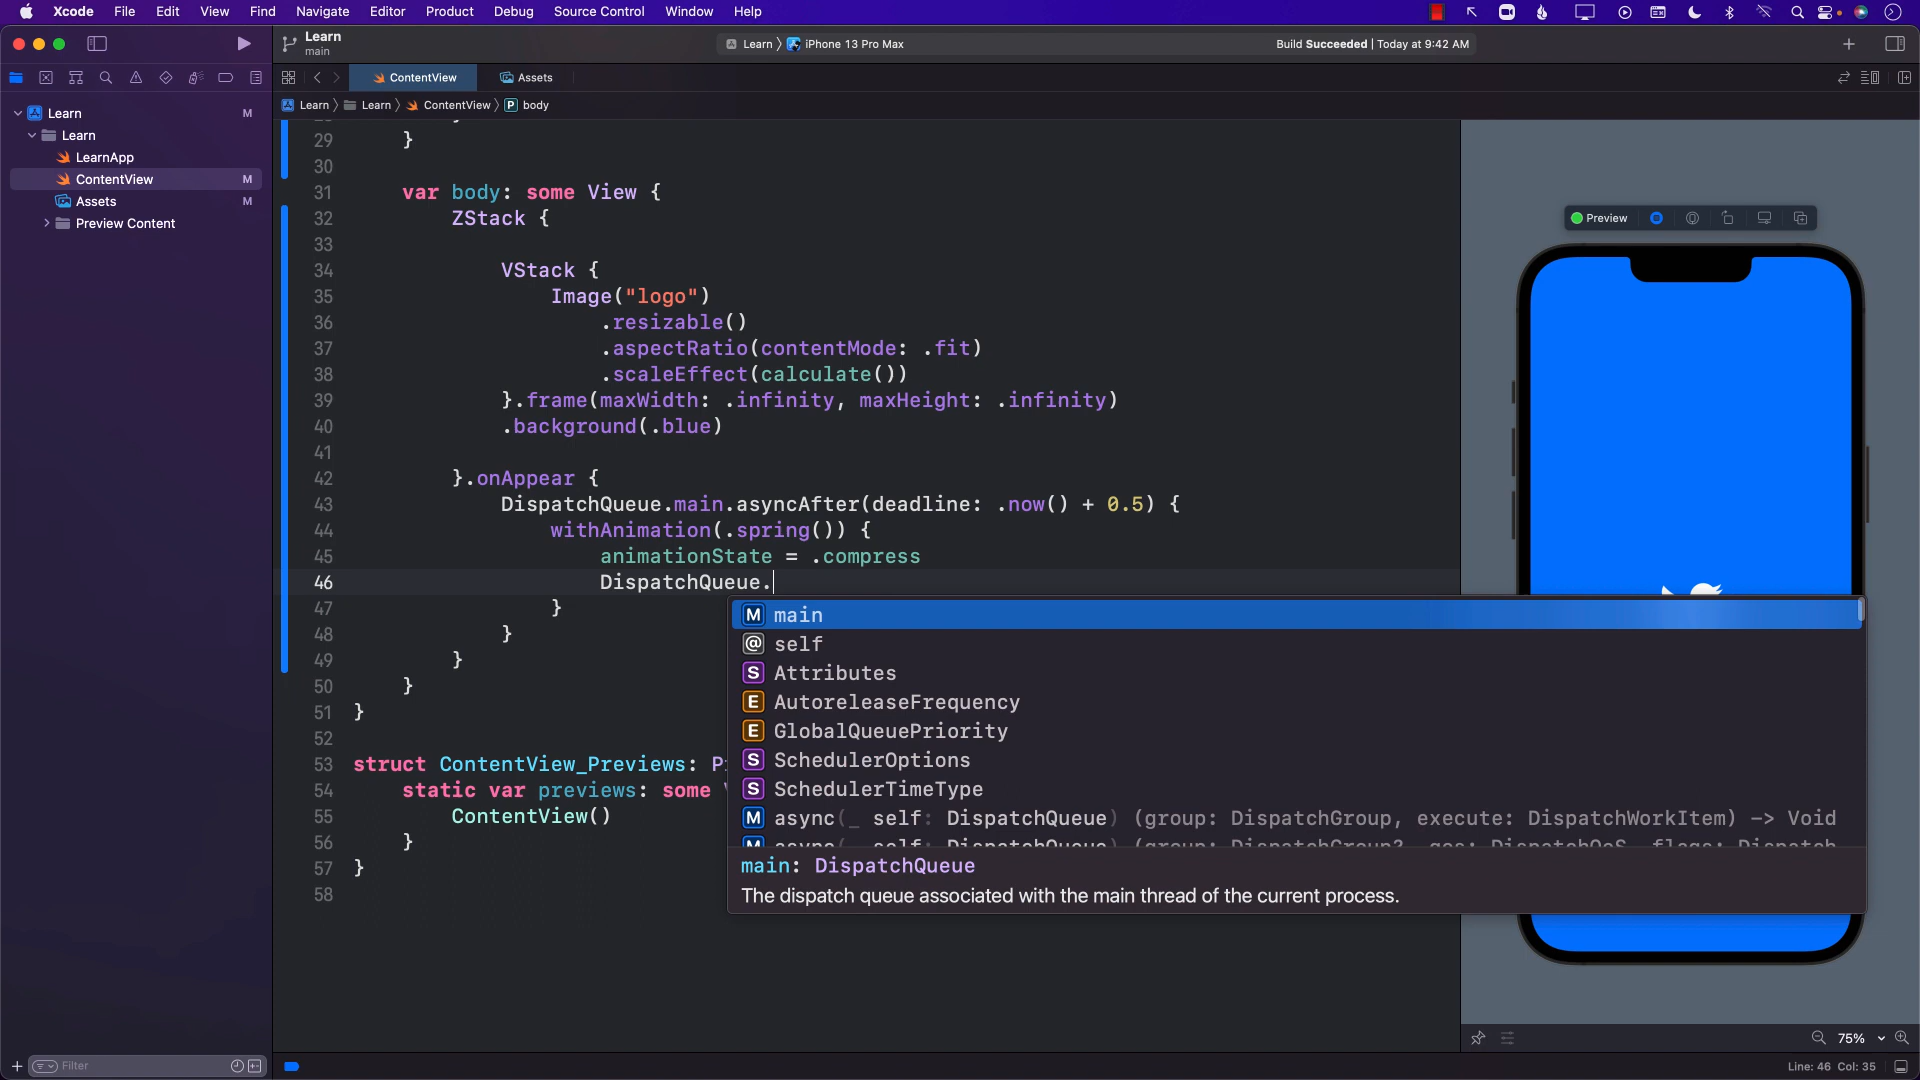 Xcode File Edit View Find Navigate Editor Product Debug Source Control Window Help
Learn
main
Learn iPhone 13 Pro Max
Build Succeeded | Today at 9:42 AM
ContentView Assets
Learn Learn ContentView P body
Learn M
Learn
LearnApp
ContentView M
Assets M
Preview Content
29 }
30
31 var body: some View {
32 ZStack {
33
34 VStack {
35 Image("logo")
36 .resizable()
37 .aspectRatio(contentMode: .fit)
38 .scaleEffect(calculate())
39 }.frame(maxWidth: .infinity, maxHeight: .infinity)
40 .background(.blue)
41
42 }.onAppear {
43 DispatchQueue.main.asyncAfter(deadline: .now() + 0.5) {
44 withAnimation(.spring()) {
45 animationState = .compress
46 DispatchQueue.
47 }
48 }
49 }
50 }
51 }
52
53 struct ContentView_Previews:
54 static var previews: some
55 ContentView()
56 }
57 }
58
M main
@ self
S Attributes
E AutoreleaseFrequency
E GlobalQueuePriority
S SchedulerOptions
S SchedulerTimeType
M async(_ self: DispatchQueue) (group: DispatchGroup, execute: DispatchWorkItem) -> Void
main: DispatchQueue
The dispatch queue associated with the main thread of the current process.
Preview
75%
Filter
Line: 46 Col: 35